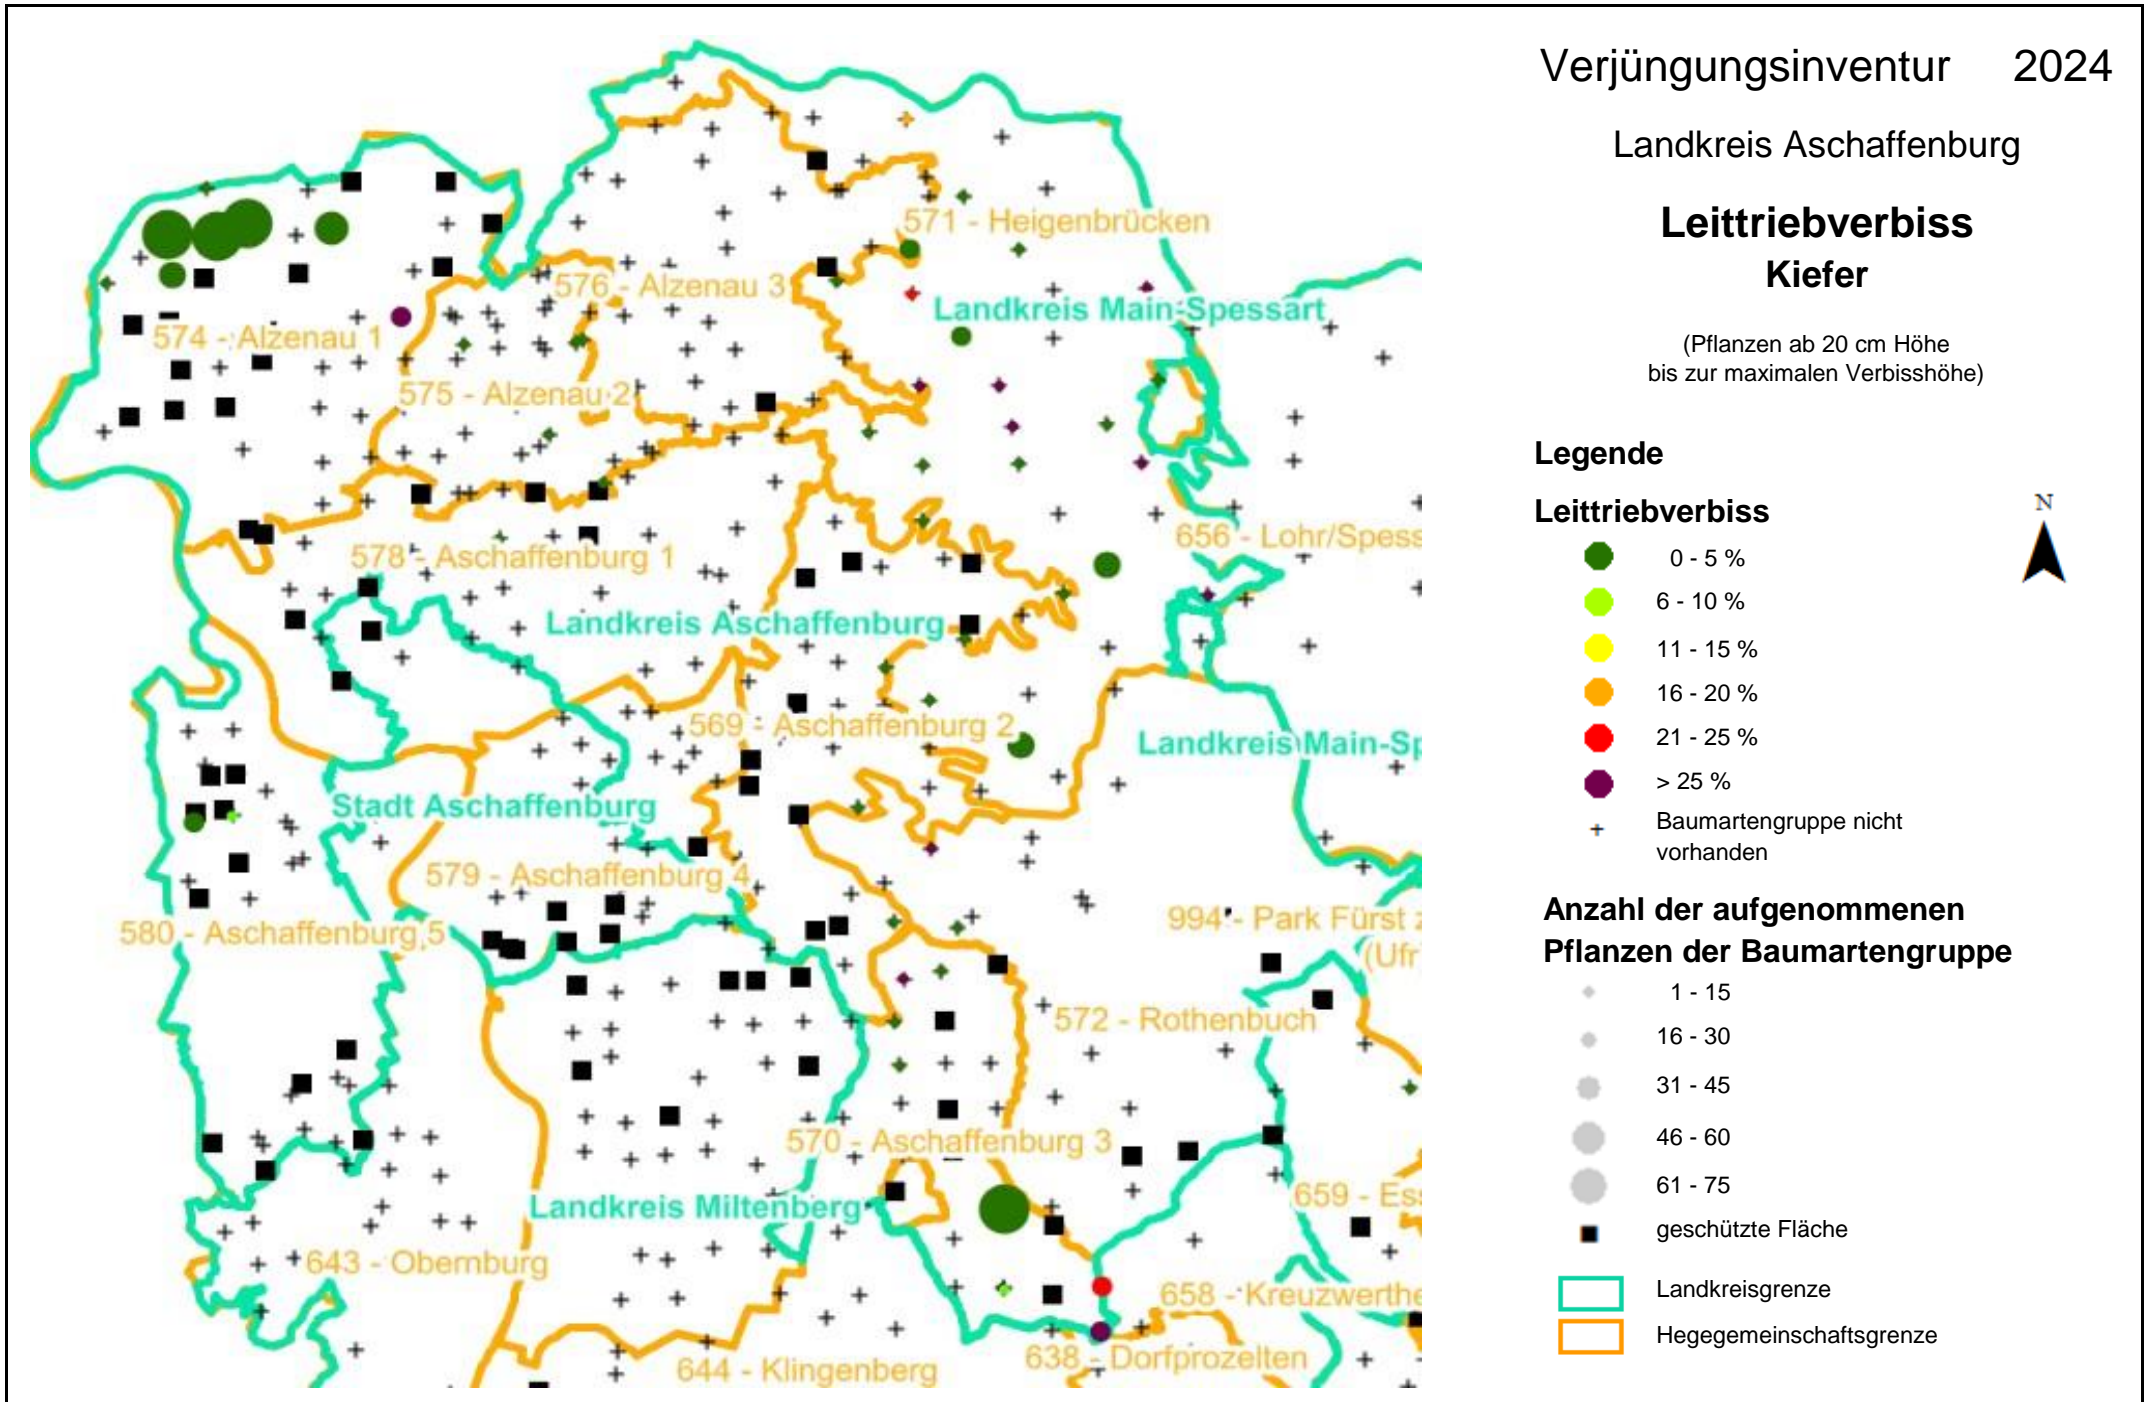 Verjüngungsinventur 2024
Landkreis Aschaffenburg
Leittriebverbiss
Kiefer
(Pflanzen ab 20 cm Höhe
bis zur maximalen Verbisshöhe)
Legende
Leittriebverbiss
N
0 - 5 %
6 - 10 %
11 - 15 %
16 - 20 %
21 - 25 %
> 25 %
Baumartengruppe nicht
vorhanden
Anzahl der aufgenommenen
Pflanzen der Baumartengruppe
1 - 15
16 - 30
31 - 45
46 - 60
61 - 75
geschützte Fläche
Landkreisgrenze
Hegegemeinschaftsgrenze
571 - Heigenbrücken
576 - Alzenau 3
Landkreis Main-Spessart
574 - Alzenau 1
575 - Alzenau 2
656 - Lohr/Spess
578 - Aschaffenburg 1
Landkreis Aschaffenburg
569 - Aschaffenburg 2
Landkreis Main-Sp
Stadt Aschaffenburg
579 - Aschaffenburg 4
994 - Park Fürst
580 - Aschaffenburg 5
(Ufr
572 - Rothenbuch
570 - Aschaffenburg 3
659 - Ess
Landkreis Miltenberg
643 - Obernburg
658 - Kreuzwerthe
638 - Dorfprozelten
644 - Klingenberg